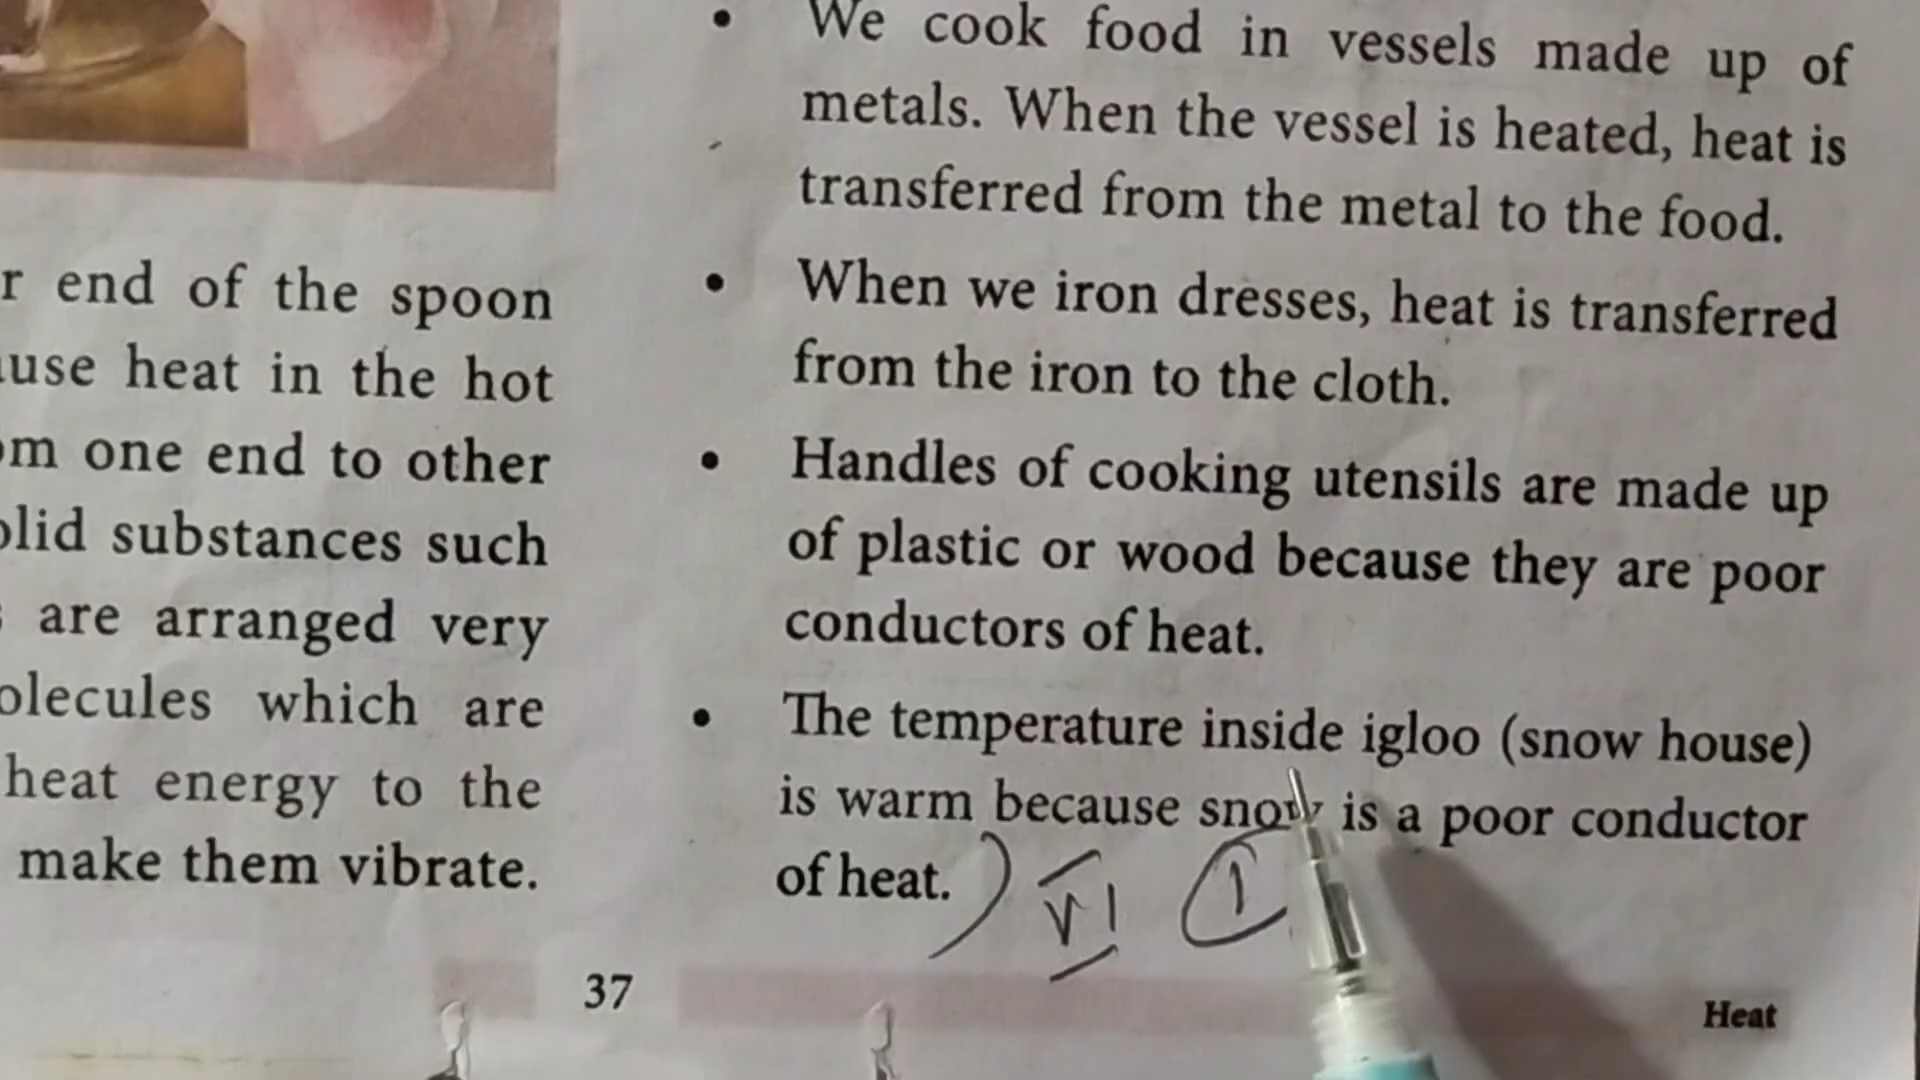 r end of the spoon
use heat in the hot
m one end to other
olid substances such
are arranged very
olecules which are
heat energy to the
make them vibrate.
• We cook food in vessels made up of
metals. When the vessel is heated, heat is
transferred from the metal to the food.
• When we iron dresses, heat is transferred
from the iron to the cloth.
• Handles of cooking utensils are made up
of plastic or wood because they are poor
conductors of heat.
• The temperature inside igloo (snow house)
is warm because snow is a poor conductor
of heat. ) VI 1
37
Heat